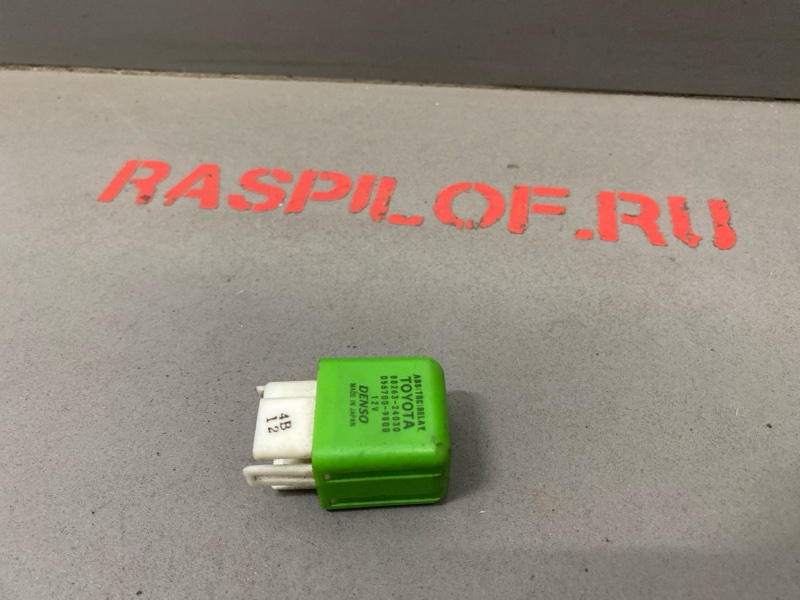 RASPILOF.RU
ABS-TRC RELAY
TOYOTA
88263-24030
056700-9800
12V
DENSO
MADE IN JAPAN
4B
12